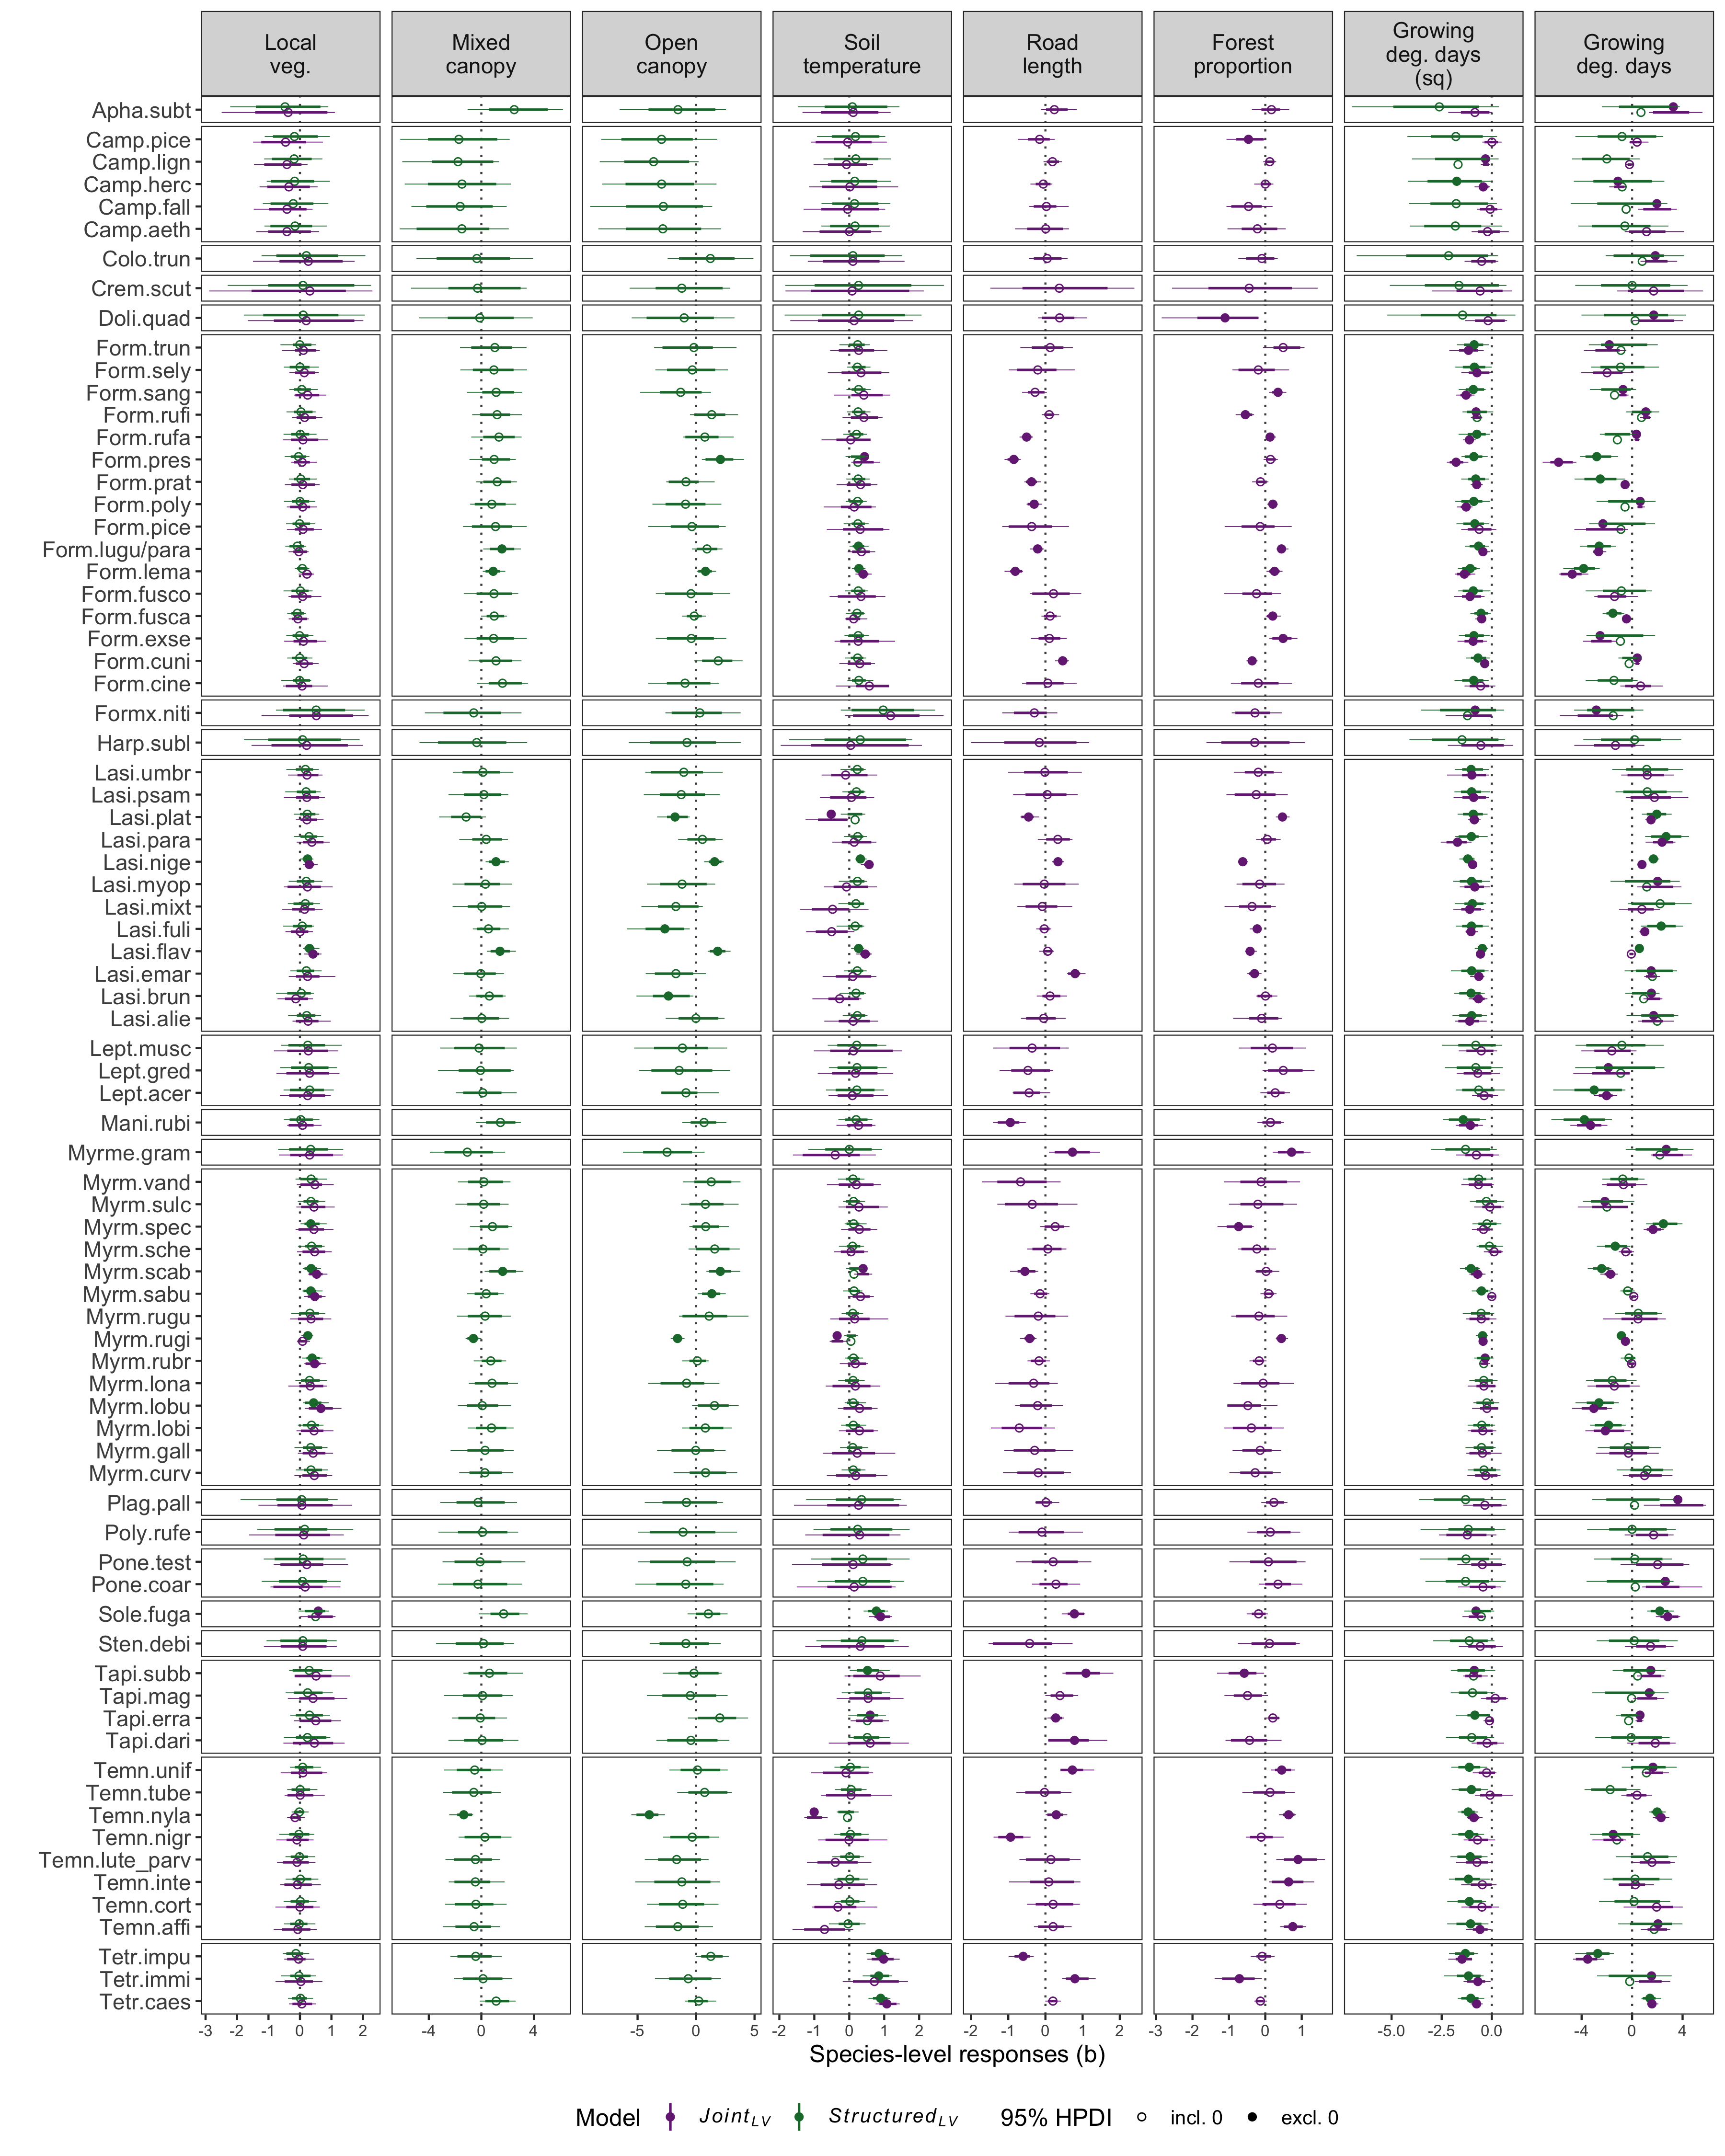 Local veg.
Mixed canopy
Open canopy
Soil temperature
Road length
Forest proportion
Growing deg. days (sq)
Growing deg. days
Apha.subt
Camp.pice
Camp.lign
Camp.herc
Camp.fall
Camp.aeth
Colo.trun
Crem.scut
Doli.quad
Form.trun
Form.sely
Form.sang
Form.rufi
Form.rufa
Form.pres
Form.prat
Form.poly
Form.pice
Form.lugu/para
Form.lema
Form.fusco
Form.fusca
Form.exse
Form.cuni
Form.cine
Formx.niti
Harp.subl
Lasi.umbr
Lasi.psam
Lasi.plat
Lasi.para
Lasi.nige
Lasi.myop
Lasi.mixt
Lasi.fuli
Lasi.flav
Lasi.emar
Lasi.brun
Lasi.alie
Lept.musc
Lept.gred
Lept.acer
Mani.rubi
Myrme.gram
Myrm.vand
Myrm.sulc
Myrm.spec
Myrm.sche
Myrm.scab
Myrm.sabu
Myrm.rugu
Myrm.rugi
Myrm.rubr
Myrm.lona
Myrm.lobu
Myrm.lobi
Myrm.gall
Myrm.curv
Plag.pall
Poly.rufe
Pone.test
Pone.coar
Sole.fuga
Sten.debi
Tapi.subb
Tapi.mag
Tapi.erra
Tapi.dari
Temn.unif
Temn.tube
Temn.nyla
Temn.nigr
Temn.lute_parv
Temn.inte
Temn.cort
Temn.affi
Tetr.impu
Tetr.immi
Tetr.caes
-3 -2 -1 0 1 2 -4 0 4 -5 0 5 -2 -1 0 1 2 -2 -1 0 1 2 -3 -2 -1 0 1 -5.0 -2.5 0.0 -4 0 4
Species-level responses (b)
Model Joint LV Structured LV 95% HPDI incl. 0 excl. 0